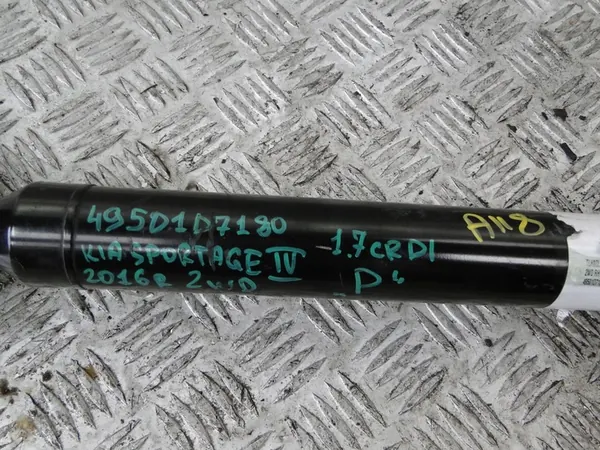 495D1D7180
KIA SPORTAGE IV 1.7 CRDI
2016R 2WD "P"
A118